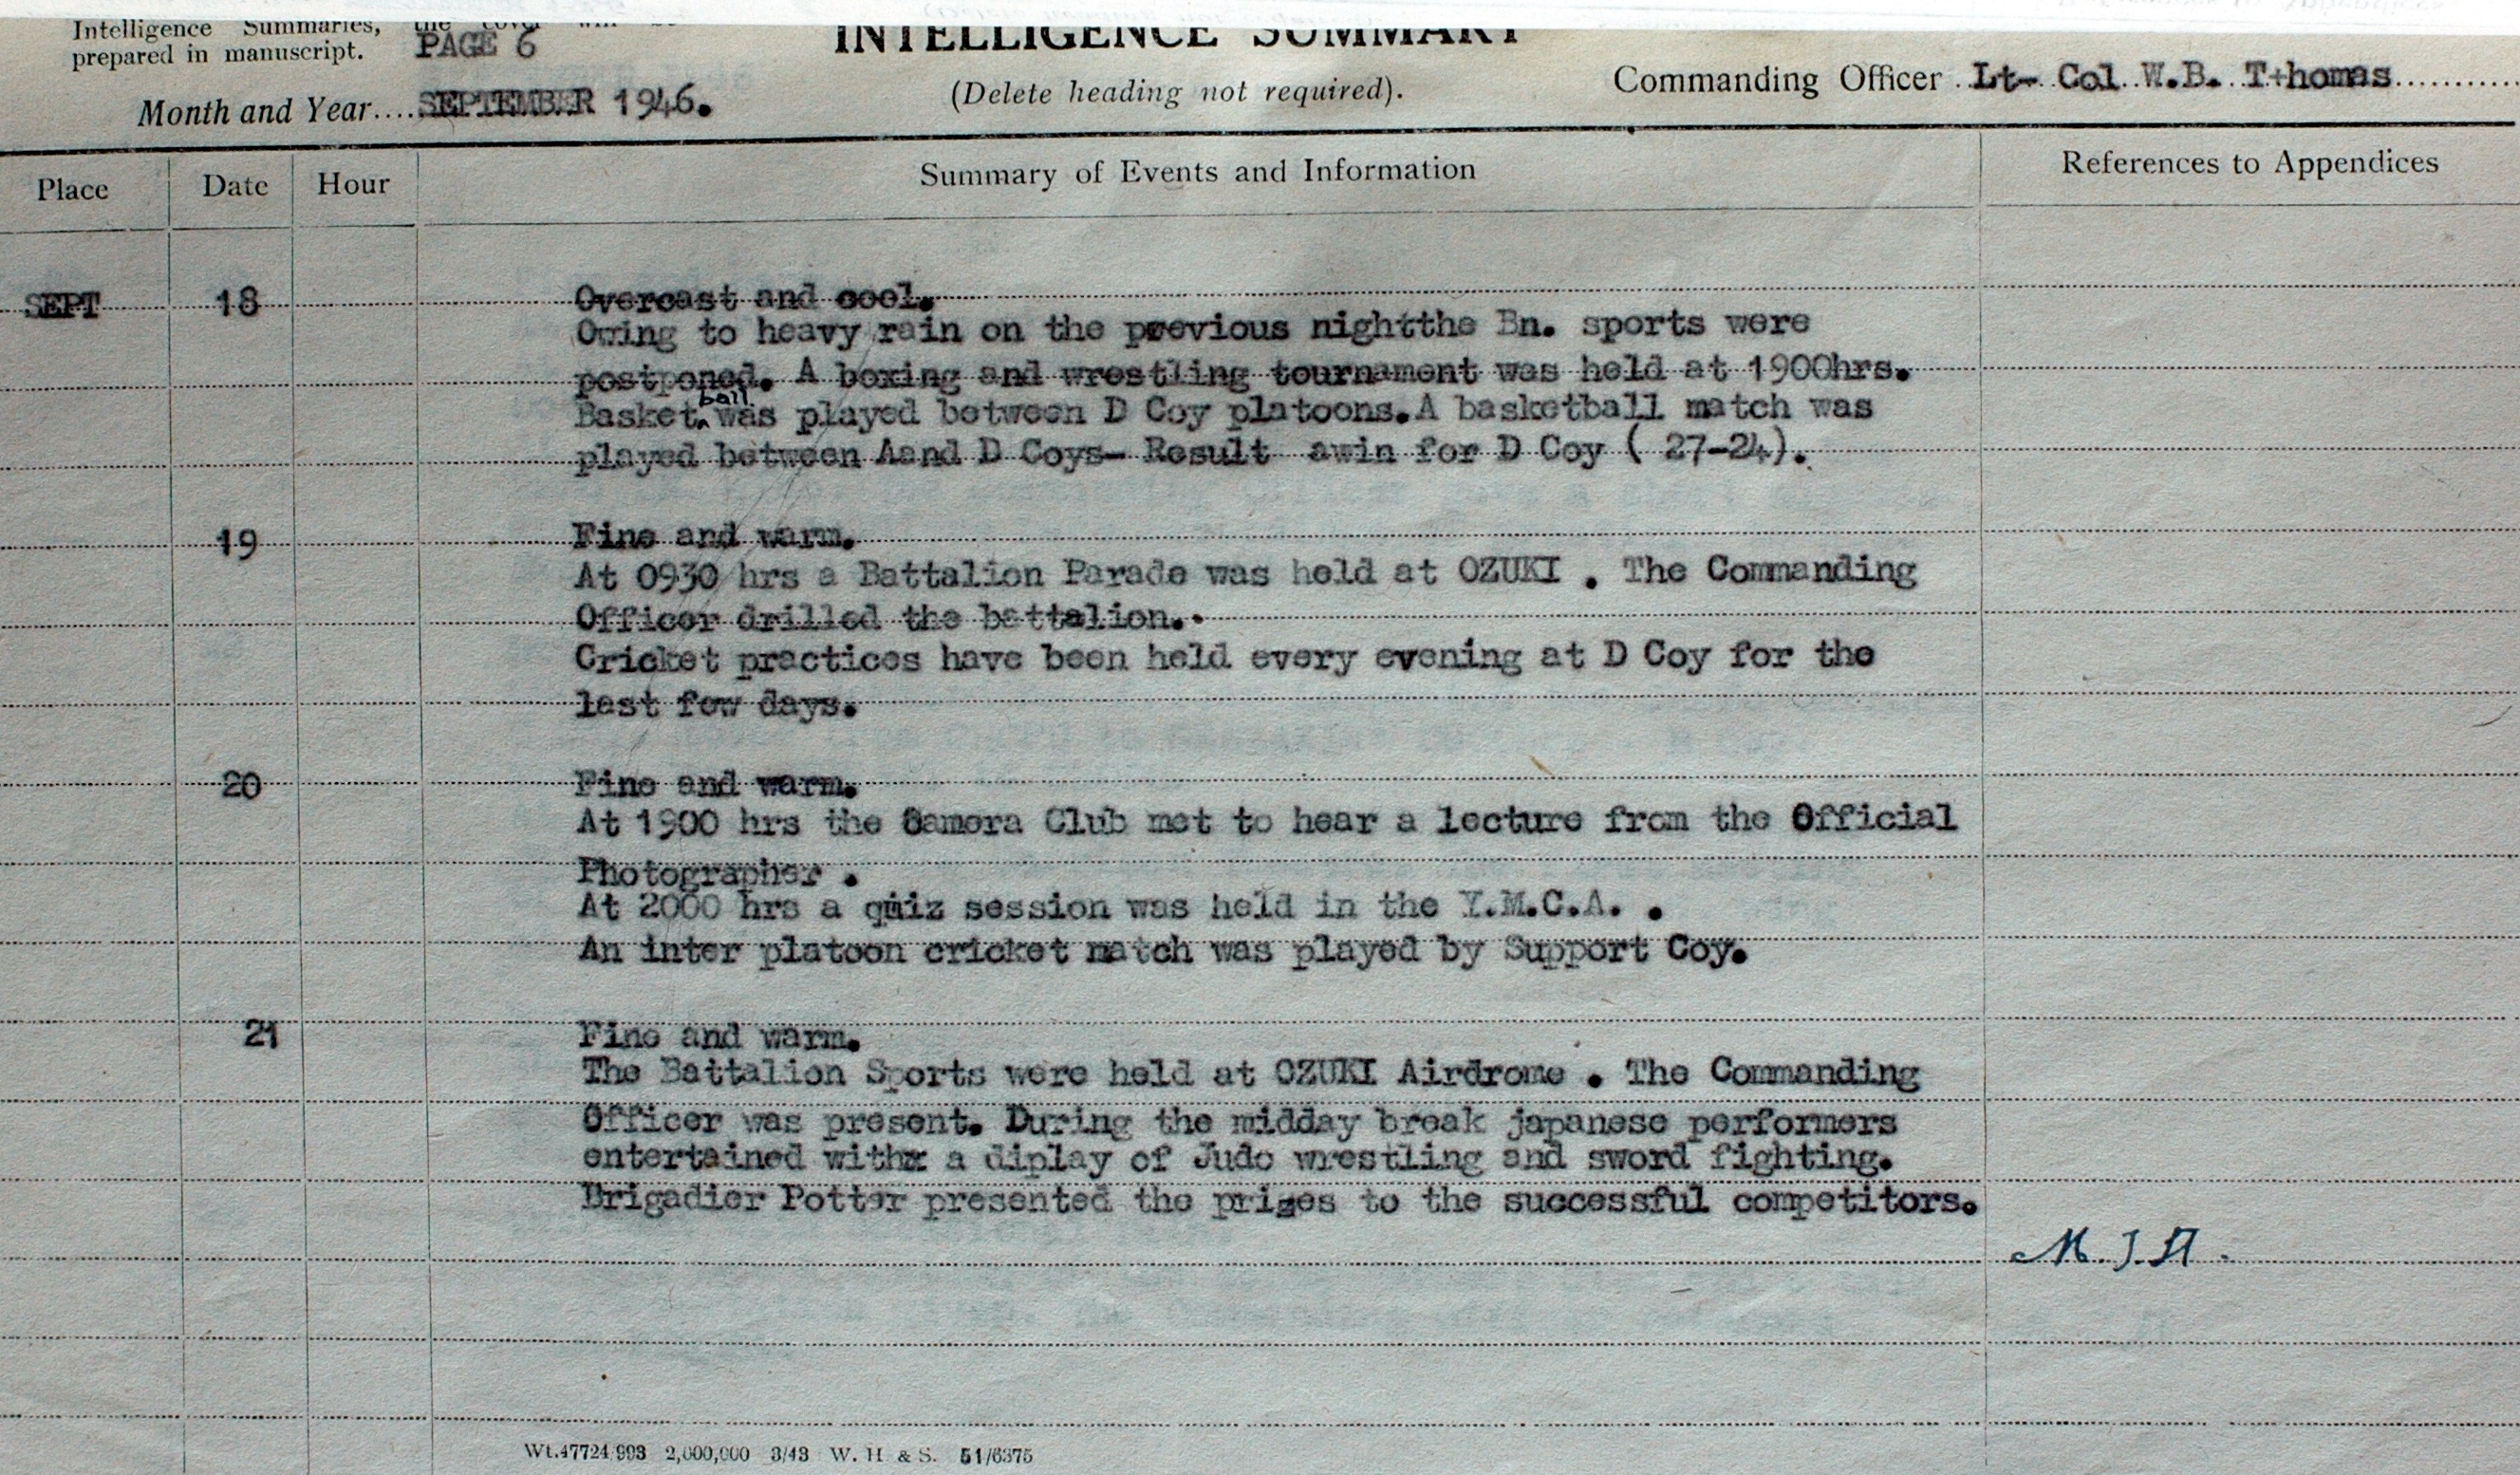 Intelligence Summaries, the cover will be
prepared in manuscript. PAGE 6
INTELLIGENCE SUMMARY
(Delete heading not required).
Commanding Officer Lt- Col W.B. Thomas
Month and Year.... SEPTEMBER 1946.
Place Date Hour Summary of Events and Information References to Appendices
SEPT 18 Overcast and cool.
Owing to heavy rain on the previous nightthe Bn. sports were
postponed. A boxing and wrestling tournament was held at 1900hrs.
Basket ball was played between D Coy platoons.A basketball match was
played between Aand D Coys- Result awin for D Coy ( 27-24).
19 Fine and warm.
At 0930 hrs a Battalion Parade was held at OZUKI . The Commanding
Officer drilled the battalion..
Cricket practices have been held every evening at D Coy for the
last few days.
20 Fine and warm.
At 1900 hrs the Camera Club met to hear a lecture from the Official
Photographer .
At 2000 hrs a quiz session was held in the Y.M.C.A. .
An inter platoon cricket match was played by Support Coy.
21 Fine and warm.
The Battalion Sports were held at OZUKI Airdrome . The Commanding
Officer was present. During the midday break japanese performers
entertained withx a diplay of Judo wrestling and sword fighting.
Brigadier Potter presented the prizes to the successful competitors.
M.J.A.
Wt.47724/993 2,000,000 3/43 W. H & S. 51/6375